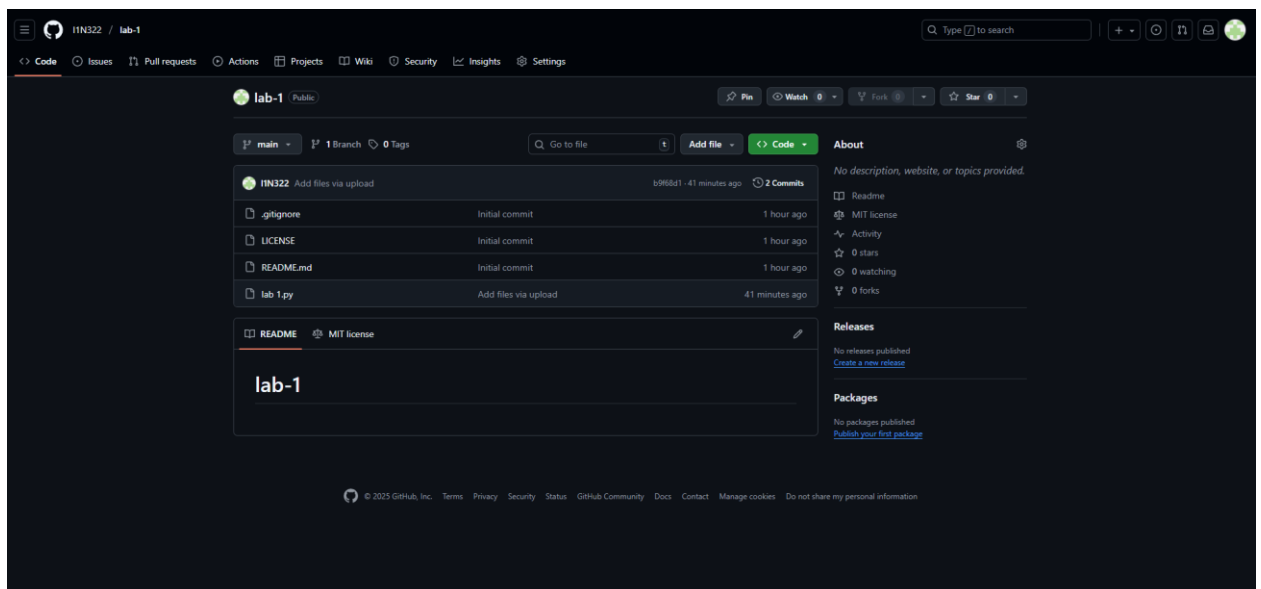 I1N322 / lab-1
Type / to search
Code Issues Pull requests Actions Projects Wiki Security Insights Settings
lab-1 Public
Pin Watch 0 Fork 0 Star 0
main 1 Branch 0 Tags Go to file t Add file Code
I1N322 Add files via upload b9f68d1 · 41 minutes ago 2 Commits
.gitignore Initial commit 1 hour ago
LICENSE Initial commit 1 hour ago
README.md Initial commit 1 hour ago
lab 1.py Add files via upload 41 minutes ago
README MIT license
lab-1
About
No description, website, or topics provided.
Readme
MIT license
Activity
0 stars
0 watching
0 forks
Releases
No releases published
Create a new release
Packages
No packages published
Publish your first package
© 2025 GitHub, Inc. Terms Privacy Security Status GitHub Community Docs Contact Manage cookies Do not share my personal information